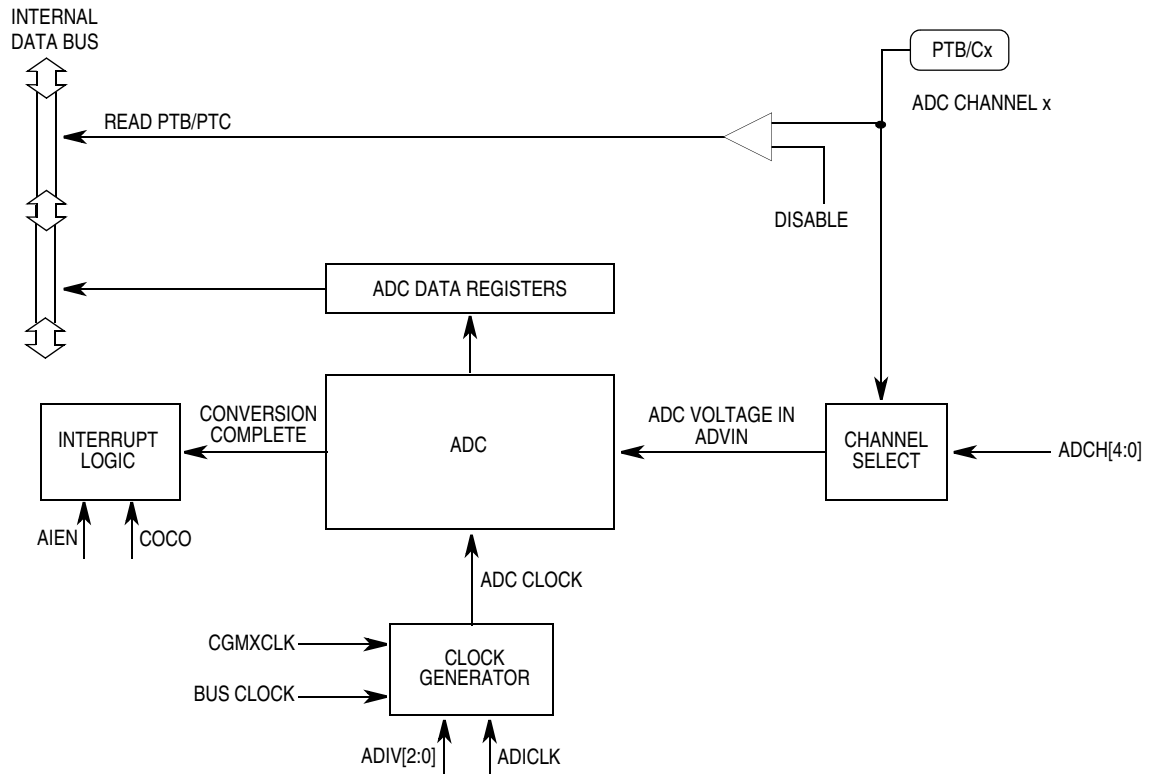 INTERNAL
DATA BUS
PTB/Cx
ADC CHANNEL x
READ PTB/PTC
DISABLE
ADC DATA REGISTERS
INTERRUPT
LOGIC
CONVERSION
COMPLETE
ADC
ADC VOLTAGE IN
ADVIN
CHANNEL
SELECT
ADCH[4:0]
AIEN
COCO
ADC CLOCK
CGMXCLK
BUS CLOCK
CLOCK
GENERATOR
ADIV[2:0]
ADICLK